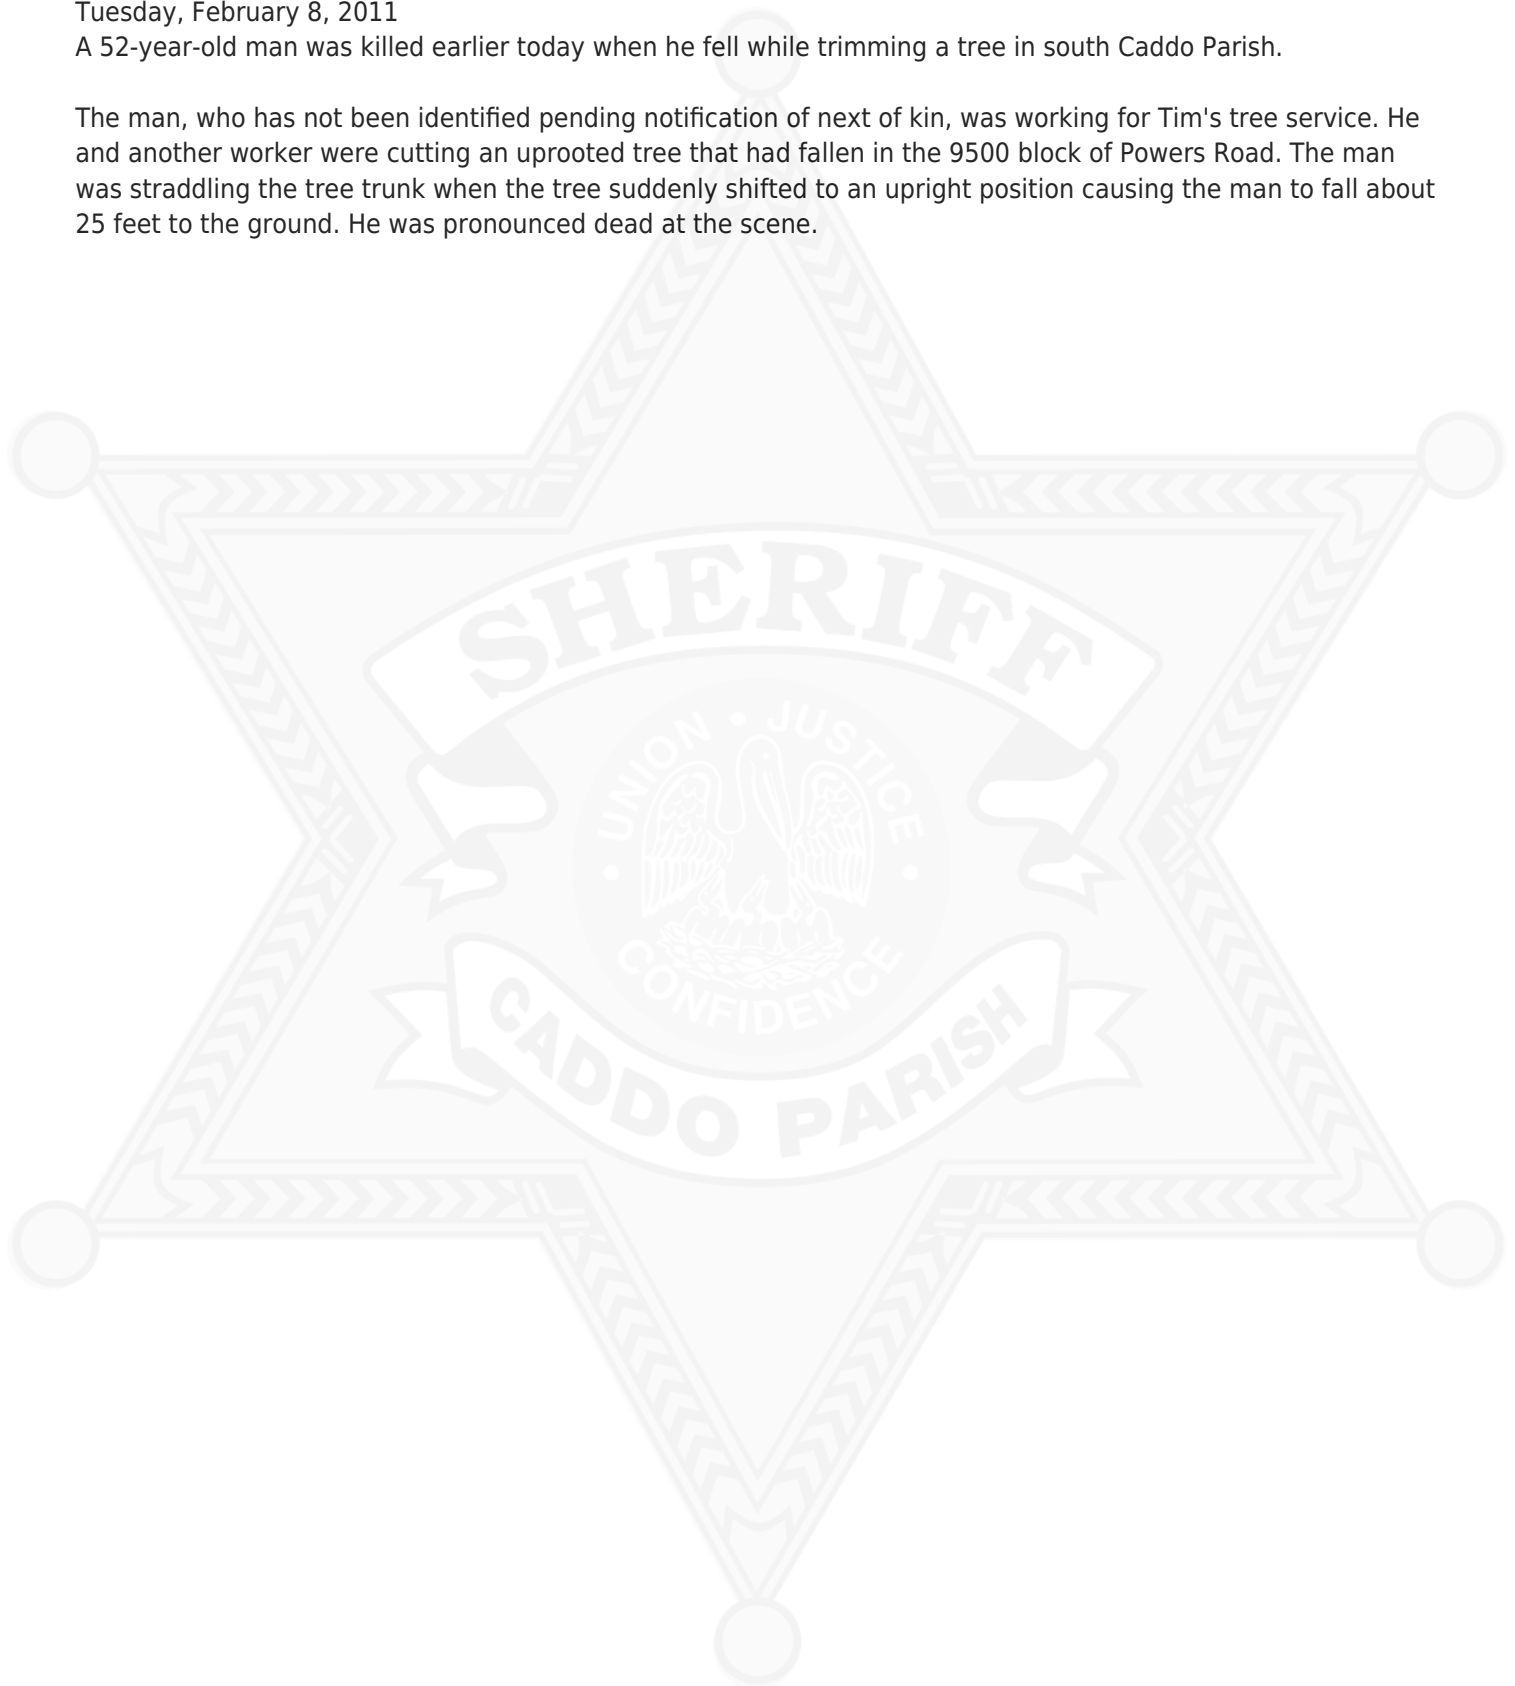 Tuesday, February 8, 2011
A 52-year-old man was killed earlier today when he fell while trimming a tree in south Caddo Parish.
The man, who has not been identified pending notification of next of kin, was working for Tim's tree service. He
and another worker were cutting an uprooted tree that had fallen in the 9500 block of Powers Road. The man
was straddling the tree trunk when the tree suddenly shifted to an upright position causing the man to fall about
25 feet to the ground. He was pronounced dead at the scene.
SHERIFF
UNION • JUSTICE
CONFIDENCE
CADDO PARISH